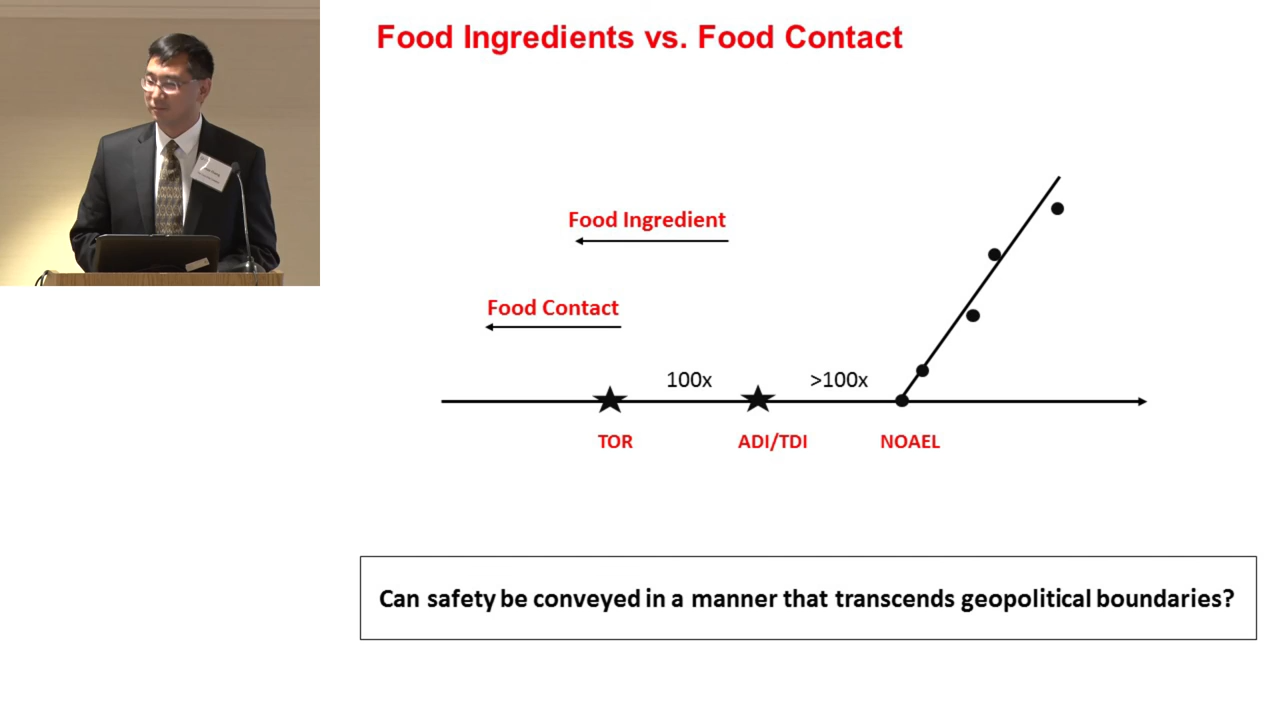 Food Ingredients vs. Food Contact
Food Ingredient
Food Contact
100x
>100x
TOR
ADI/TDI
NOAEL
Can safety be conveyed in a manner that transcends geopolitical boundaries?